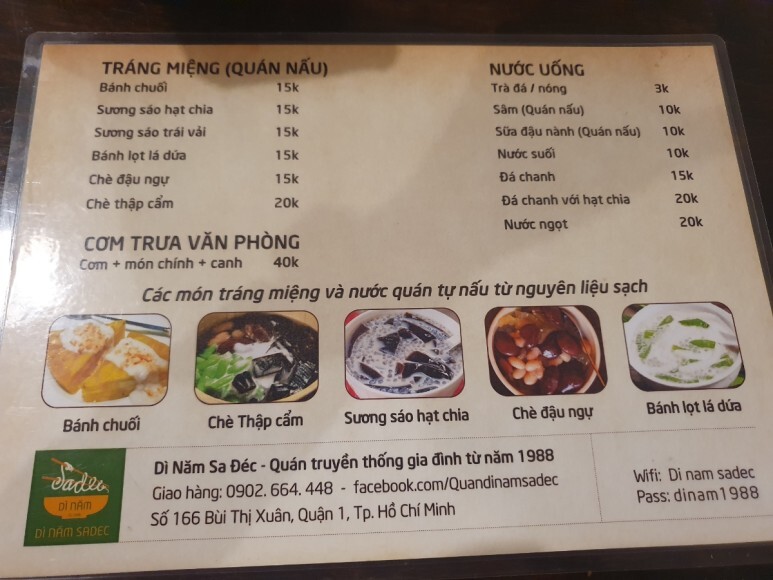 TRÁNG MIỆNG (QUÁN NẤU)
Bánh chuối 15k
Sương sáo hạt chia 15k
Sương sáo trái vải 15k
Bánh lọt lá dứa 15k
Chè đậu ngự 15k
Chè thập cẩm 20k
CƠM TRƯA VĂN PHÒNG
Cơm + món chính + canh 40k
NƯỚC UỐNG
Trà đá / nóng 3k
Sâm (Quán nấu) 10k
Sữa đậu nành (Quán nấu) 10k
Nước suối 10k
Đá chanh 15k
Đá chanh với hạt chia 20k
Nước ngọt 20k
Các món tráng miệng và nước quán tự nấu từ nguyên liệu sạch
Bánh chuối
Chè Thập cẩm
Sương sáo hạt chia
Chè đậu ngự
Bánh lọt lá dứa
Sadec
DÌ NĂM
DÌ NĂM SADEC
Dì Năm Sa Đéc - Quán truyền thống gia đình từ năm 1988
Giao hàng: 0902. 664. 448 - facebook.com/Quandinamsadec
Số 166 Bùi Thị Xuân, Quận 1, Tp. Hồ Chí Minh
Wifi: Di nam sadec
Pass: dinam1988